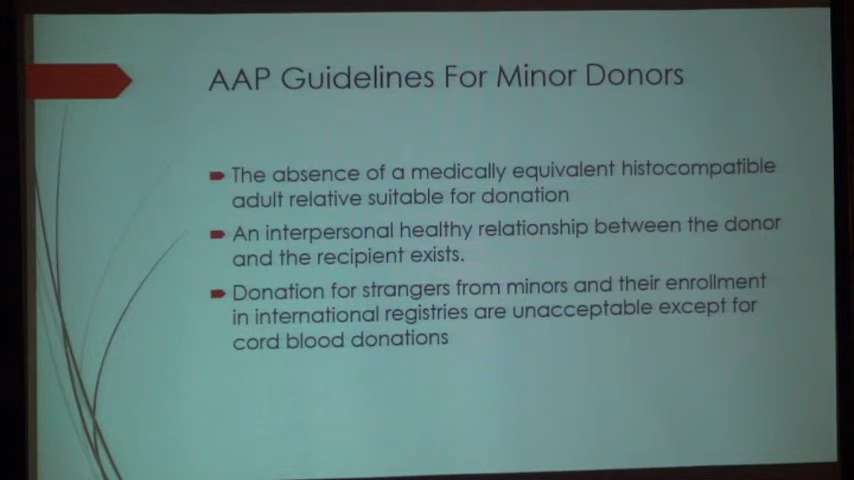 AAP Guidelines For Minor Donors
The absence of a medically equivalent histocompatible
adult relative suitable for donation
An interpersonal healthy relationship between the donor
and the recipient exists.
Donation for strangers from minors and their enrollment
in international registries are unacceptable except for
cord blood donations